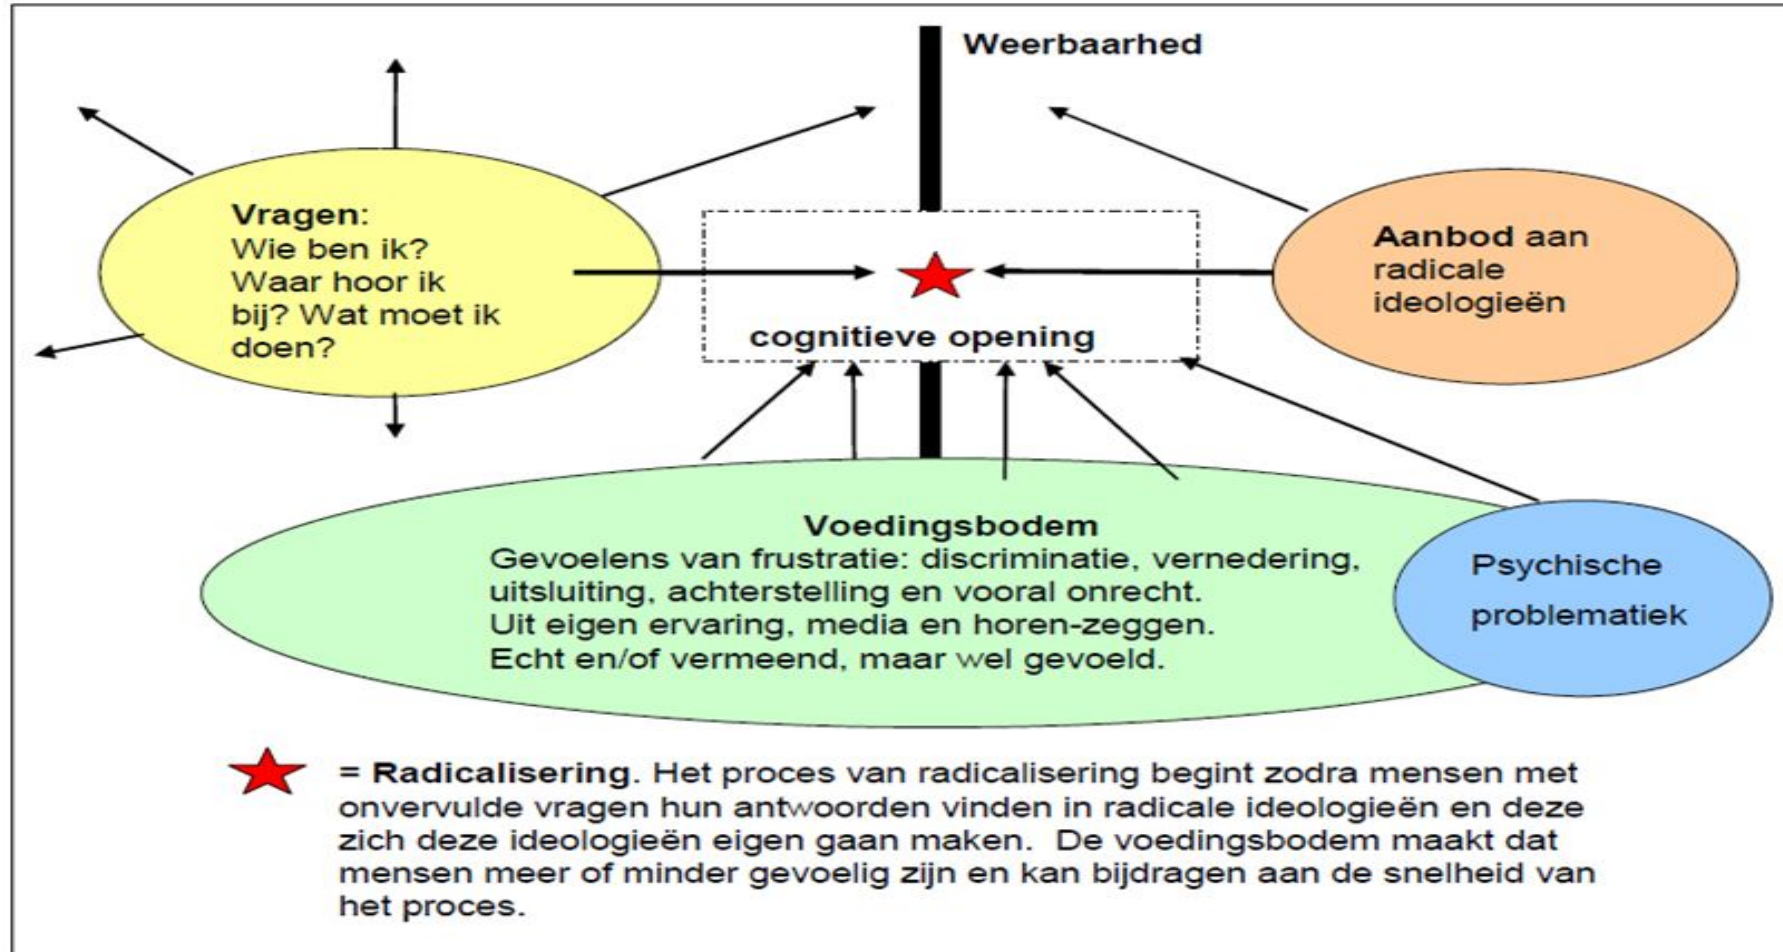 Weerbaarhed
Vragen:
Wie ben ik?
Waar hoor ik
bij? Wat moet ik
doen?
Aanbod aan
radicale
ideologieën
cognitieve opening
Voedingsbodem
Gevoelens van frustratie: discriminatie, vernedering,
uitsluiting, achterstelling en vooral onrecht.
Uit eigen ervaring, media en horen-zeggen.
Echt en/of vermeend, maar wel gevoeld.
Psychische
problematiek
= Radicalisering. Het proces van radicalisering begint zodra mensen met
onvervulde vragen hun antwoorden vinden in radicale ideologieën en deze
zich deze ideologieën eigen gaan maken. De voedingsbodem maakt dat
mensen meer of minder gevoelig zijn en kan bijdragen aan de snelheid van
het proces.